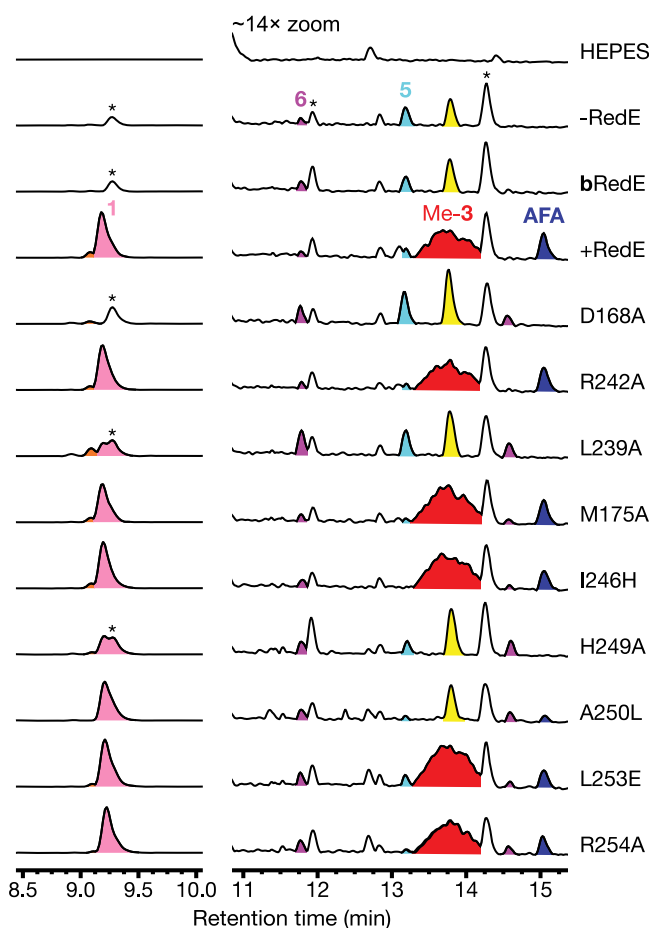 ~14× zoom
HEPES
6
*
5
*
-RedE
*
bRedE
*
1
Me-3
AFA
+RedE
*
D168A
R242A
*
L239A
M175A
I246H
*
H249A
A250L
L253E
R254A
8.5 9.0 9.5 10.0 11 12 13 14 15
Retention time (min)